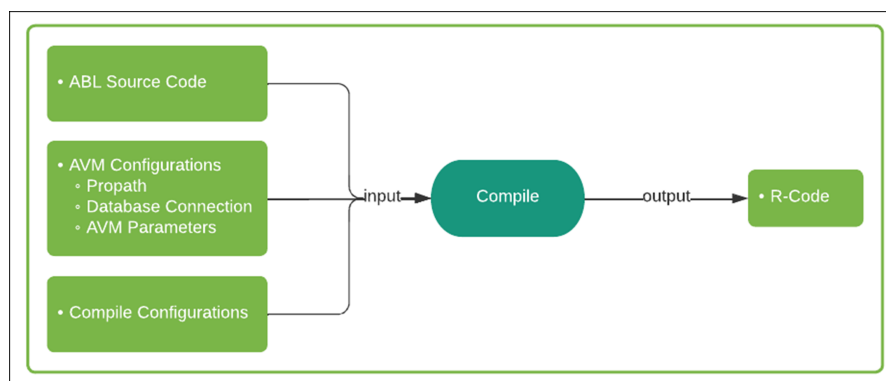 • ABL Source Code
• AVM Configurations
◦ Propath
◦ Database Connection
◦ AVM Parameters
• Compile Configurations
input
Compile
output
• R-Code